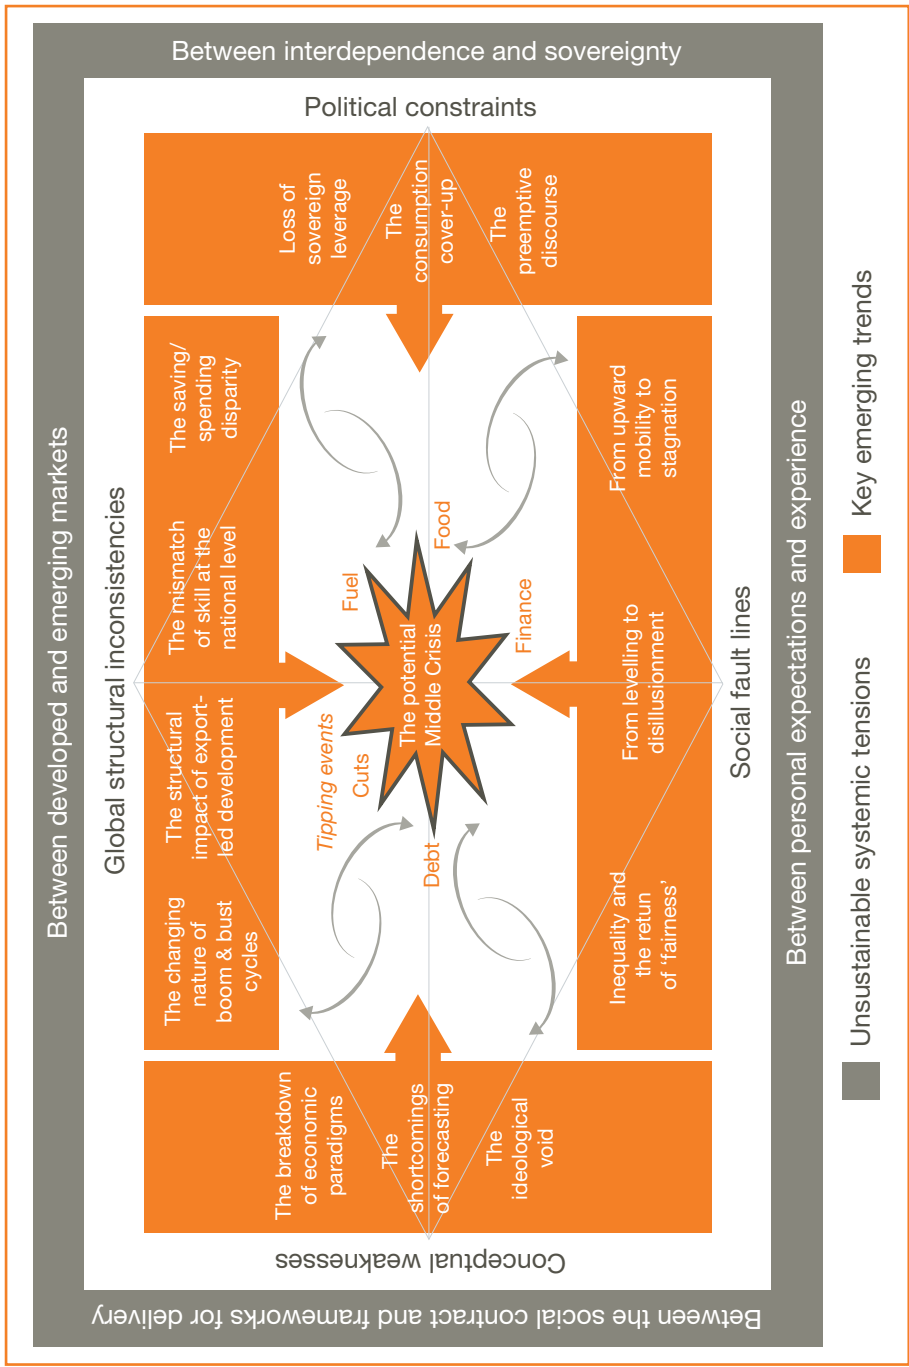 Between developed and emerging markets
Global structural inconsistencies
The changing
nature of
boom & bust
cycles
The structural
impact of export-
led development
The mismatch
of skill at the
national level
The saving/
spending
disparity
Between the social contract and frameworks for delivery
Conceptual weaknesses
The breakdown
of economic
paradigms
The
shortcomings
of forecasting
The
ideological
void
Tipping events
Cuts
Fuel
Debt
The potential
Middle Crisis
Food
Finance
Loss of
sovereign
leverage
The
consumption
cover-up
The
preemptive
discourse
Political constraints
Between interdependence and sovereignty
Inequality and
the retun
of ‘fairness’
From levelling to
disillusionment
From upward
mobility to
stagnation
Social fault lines
Between personal expectations and experience
Unsustainable systemic tensions
Key emerging trends